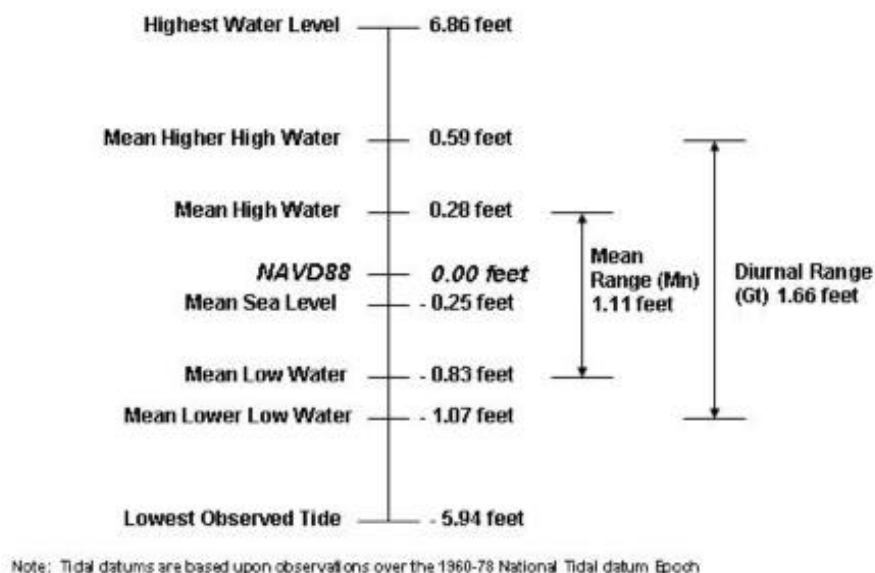 Highest Water Level 6.86 feet
Mean Higher High Water 0.59 feet
Mean High Water 0.28 feet
NAVD88 0.00 feet
Mean Sea Level - 0.25 feet
Mean Low Water - 0.83 feet
Mean Lower Low Water - 1.07 feet
Lowest Observed Tide - 5.94 feet
Mean
Range (Mn)
1.11 feet
Diurnal Range
(Gt) 1.66 feet
Note: Tidal datums are based upon observations over the 1960-78 National Tidal datum Epoch